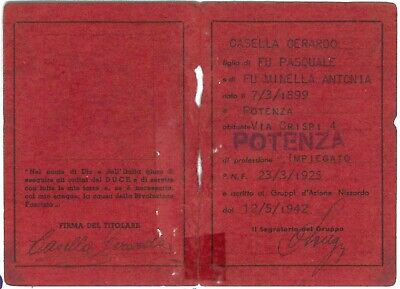 "Nel nome di Dio e dell'Italia giuro di
eseguire gli ordini del D.U.C.E. e di servire
con tutte le mie forze e, se è necessario,
col mio sangue, la causa della Rivoluzione
Fascista".
FIRMA DEL TITOLARE
Casella Gerardo
CASELLA GERARDO
figlio di FU PASQUALE
e di FU MINELLA ANTONIA
nato il 7/3/1899
POTENZA
abitante VIA CRISPI 4
POTENZA
di professione IMPIEGATO
P.N.F. 23/3/1925
è iscritto ai Gruppi d'Azione Nizzarda
dal 12/5/1942
Il Segretario del Gruppo